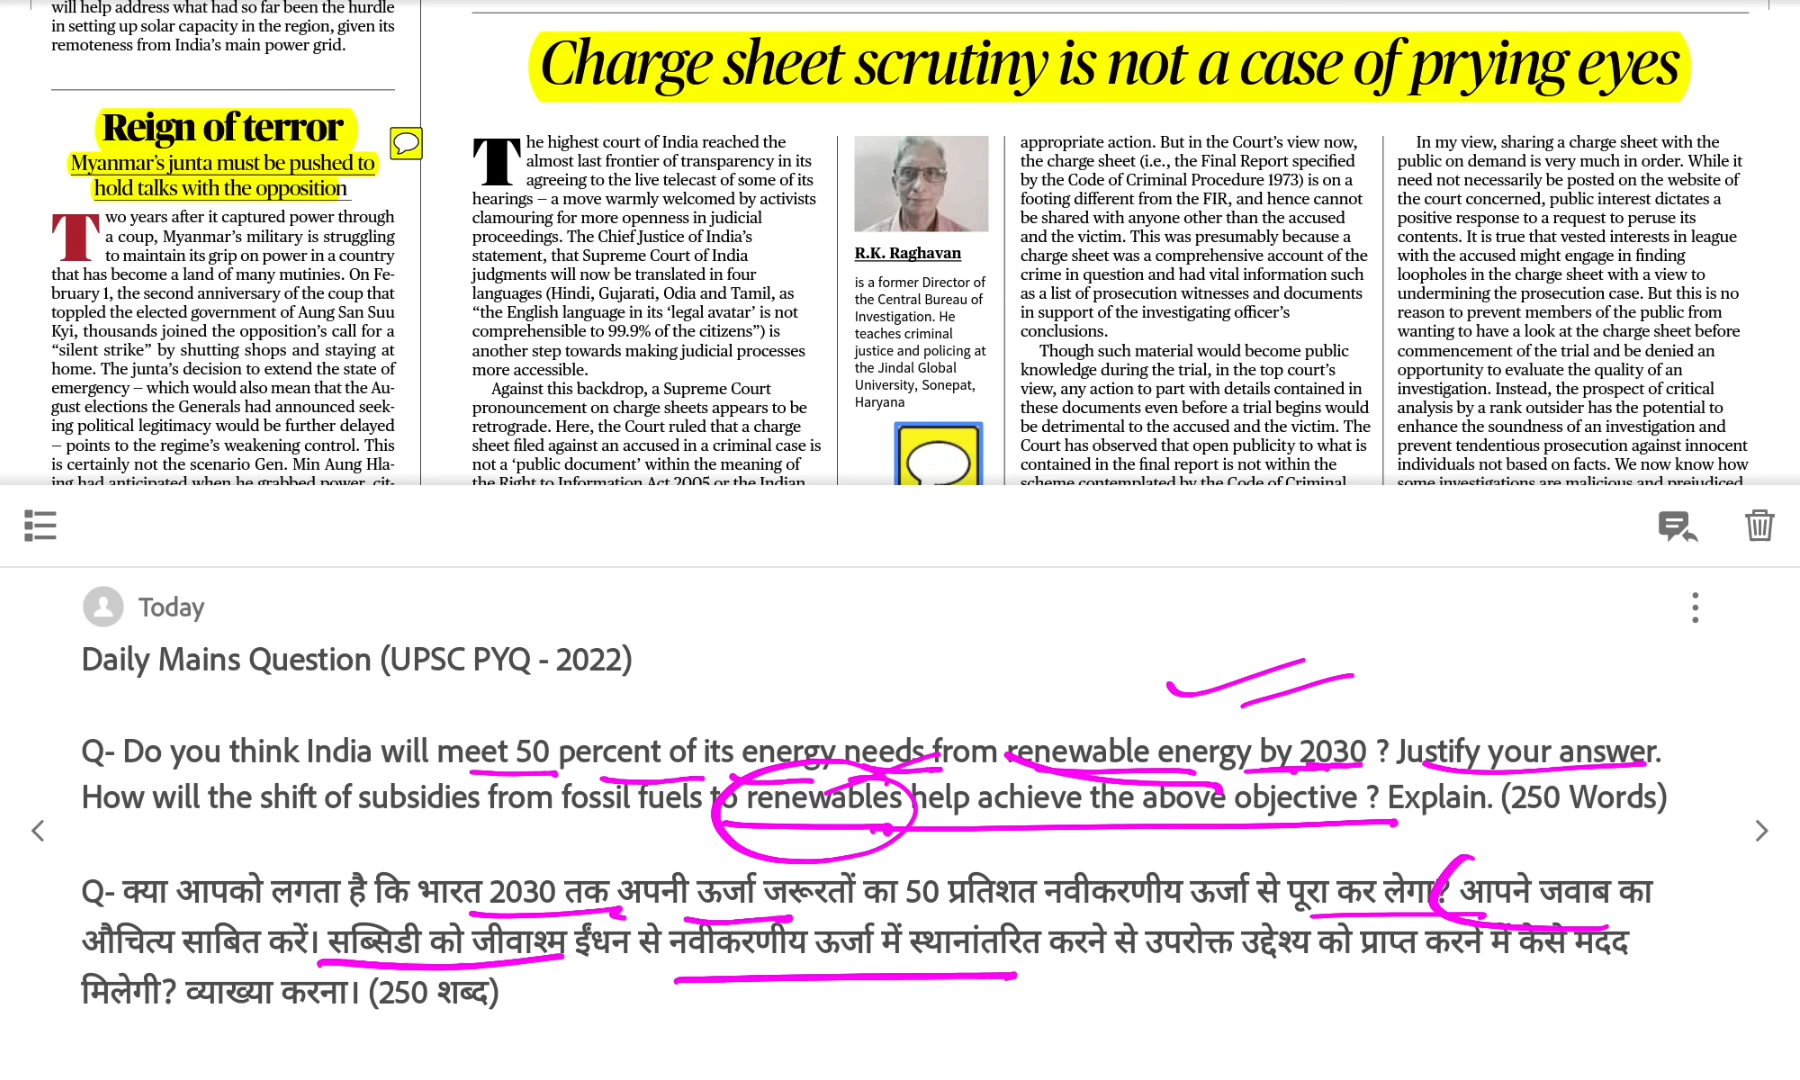 will help address what had so far been the hurdle
in setting up solar capacity in the region, given its
remoteness from India's main power grid.
Reign of terror
Myanmar's junta must be pushed to
hold talks with the opposition
Two years after it captured power through
a coup, Myanmar's military is struggling
to maintain its grip on power in a country
that has become a land of many mutinies. On Fe-
bruary 1, the second anniversary of the coup that
toppled the elected government of Aung San Suu
Kyi, thousands joined the opposition's call for a
“silent strike” by shutting shops and staying at
home. The junta's decision to extend the state of
emergency – which would also mean that the Au-
gust elections the Generals had announced seek-
ing political legitimacy would be further delayed
– points to the regime's weakening control. This
is certainly not the scenario Gen. Min Aung Hla-
ing had anticipated when he grabbed power, cit-
Charge sheet scrutiny is not a case of prying eyes
The highest court of India reached the
almost last frontier of transparency in its
agreeing to the live telecast of some of its
hearings – a move warmly welcomed by activists
clamouring for more openness in judicial
proceedings. The Chief Justice of India's
statement, that Supreme Court of India
judgments will now be translated in four
languages (Hindi, Gujarati, Odia and Tamil, as
“the English language in its ‘legal avatar’ is not
comprehensible to 99.9% of the citizens”) is
another step towards making judicial processes
more accessible.
Against this backdrop, a Supreme Court
pronouncement on charge sheets appears to be
retrograde. Here, the Court ruled that a charge
sheet filed against an accused in a criminal case is
not a ‘public document’ within the meaning of
the Right to Information Act 2005 or the Indian
R.K. Raghavan
is a former Director of
the Central Bureau of
Investigation. He
teaches criminal
justice and policing at
the Jindal Global
University, Sonepat,
Haryana
appropriate action. But in the Court's view now,
the charge sheet (i.e., the Final Report specified
by the Code of Criminal Procedure 1973) is on a
footing different from the FIR, and hence cannot
be shared with anyone other than the accused
and the victim. This was presumably because a
charge sheet was a comprehensive account of the
crime in question and had vital information such
as a list of prosecution witnesses and documents
in support of the investigating officer's
conclusions.
Though such material would become public
knowledge during the trial, in the top court's
view, any action to part with details contained in
these documents even before a trial begins would
be detrimental to the accused and the victim. The
Court has observed that open publicity to what is
contained in the final report is not within the
scheme contemplated by the Code of Criminal
In my view, sharing a charge sheet with the
public on demand is very much in order. While it
need not necessarily be posted on the website of
the court concerned, public interest dictates a
positive response to a request to peruse its
contents. It is true that vested interests in league
with the accused might engage in finding
loopholes in the charge sheet with a view to
undermining the prosecution case. But this is no
reason to prevent members of the public from
wanting to have a look at the charge sheet before
commencement of the trial and be denied an
opportunity to evaluate the quality of an
investigation. Instead, the prospect of critical
analysis by a rank outsider has the potential to
enhance the soundness of an investigation and
prevent tendentious prosecution against innocent
individuals not based on facts. We now know how
some investigations are malicious and prejudiced
Today
Daily Mains Question (UPSC PYQ - 2022)
Q- Do you think India will meet 50 percent of its energy needs from renewable energy by 2030 ? Justify your answer.
How will the shift of subsidies from fossil fuels to renewables help achieve the above objective ? Explain. (250 Words)
Q- क्या आपको लगता है कि भारत 2030 तक अपनी ऊर्जा जरूरतों का 50 प्रतिशत नवीकरणीय ऊर्जा से पूरा कर लेगा? आपने जवाब का
औचित्य साबित करें। सब्सिडी को जीवाश्म ईंधन से नवीकरणीय ऊर्जा में स्थानांतरित करने से उपरोक्त उद्देश्य को प्राप्त करने में कैसे मदद
मिलेगी? व्याख्या करना। (250 शब्द)